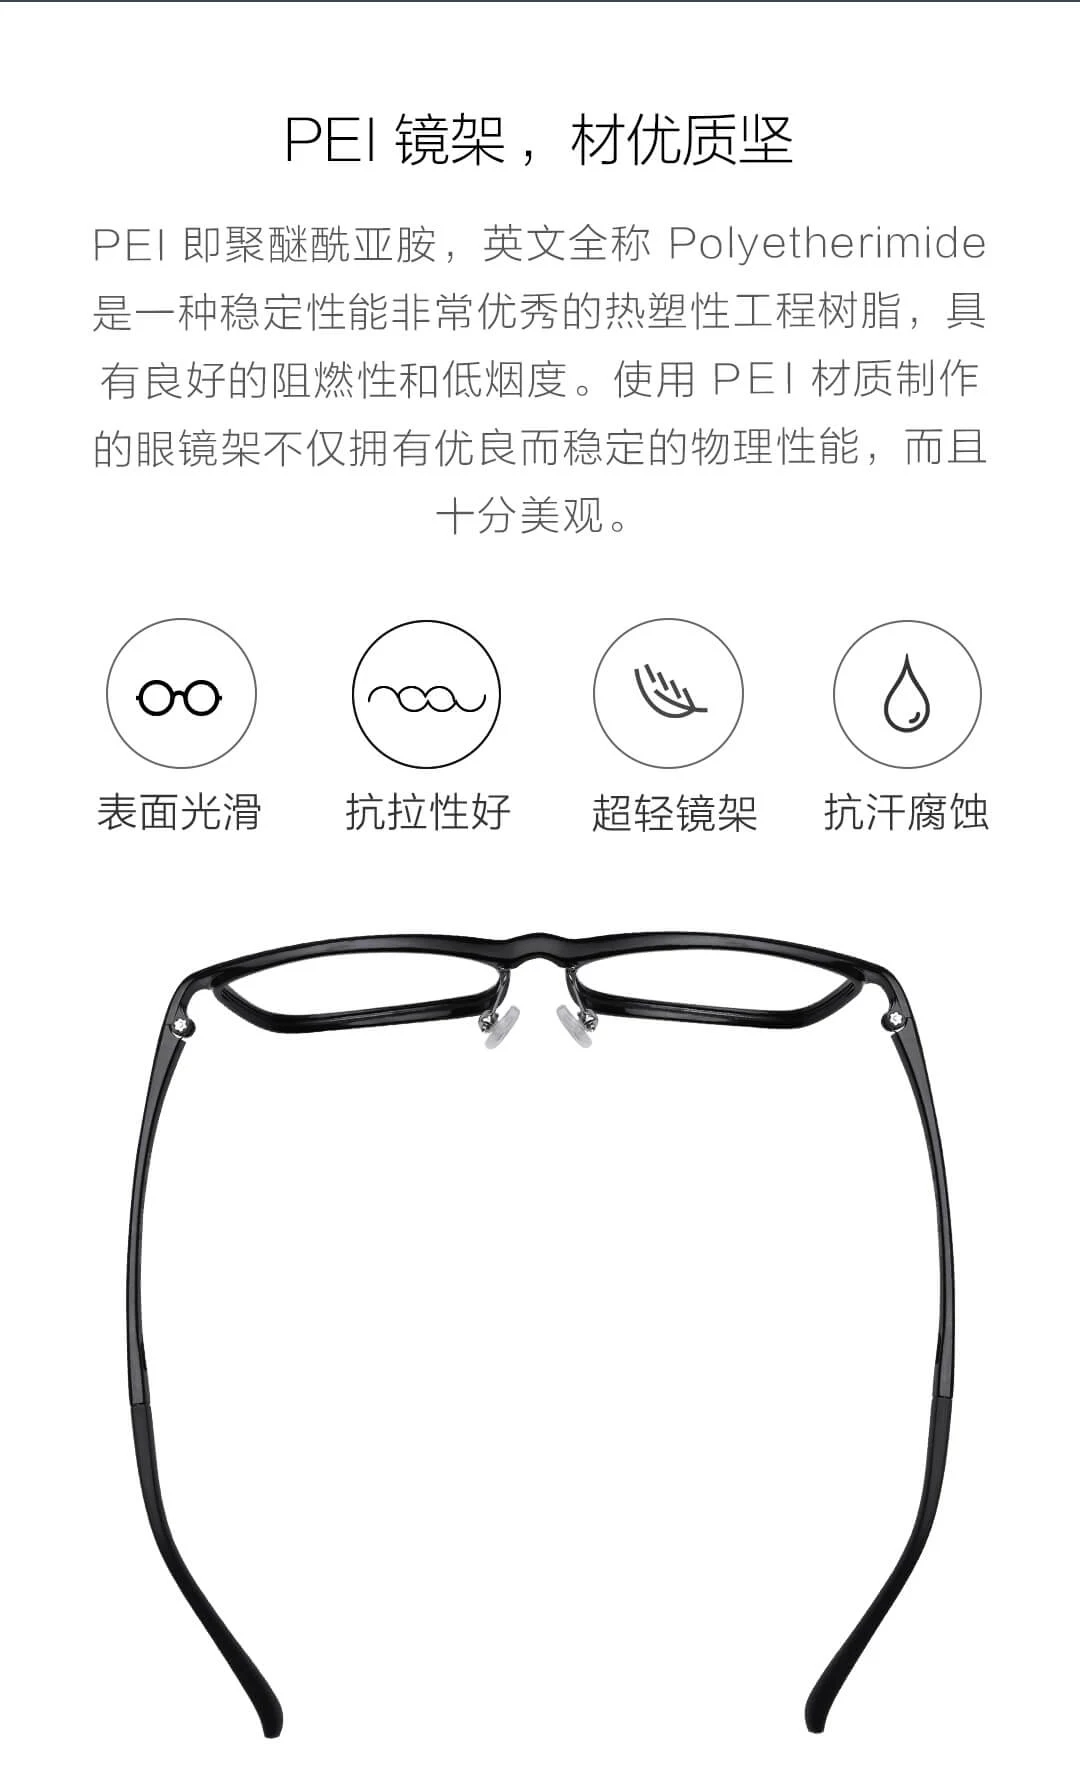 PEI 镜架，材优质坚
PEI 即聚醚酰亚胺，英文全称 Polyetherimide
是一种稳定性能非常优秀的热塑性工程树脂，具
有良好的阻燃性和低烟度。使用 PEI 材质制作
的眼镜架不仅拥有优良而稳定的物理性能，而且
十分美观。
表面光滑
抗拉性好
超轻镜架
抗汗腐蚀